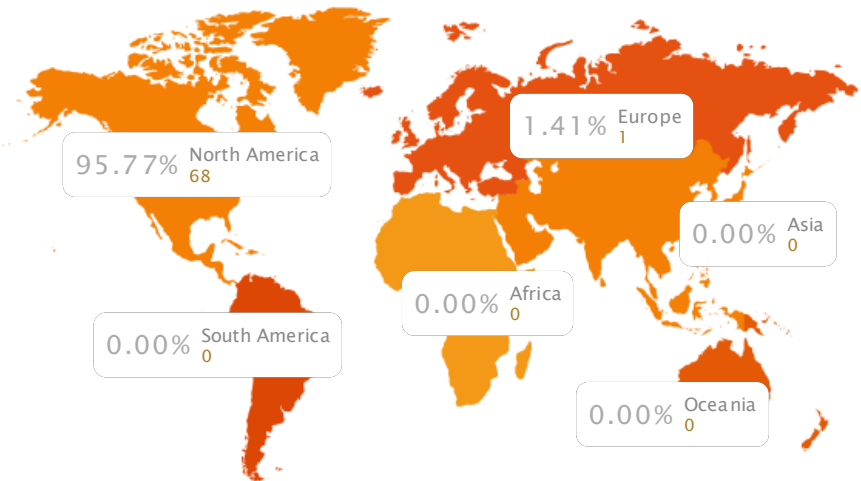 1.41% Europe
1
95.77% North America
68
0.00% Asia
0
0.00% Africa
0
0.00% South America
0
0.00% Oceania
0